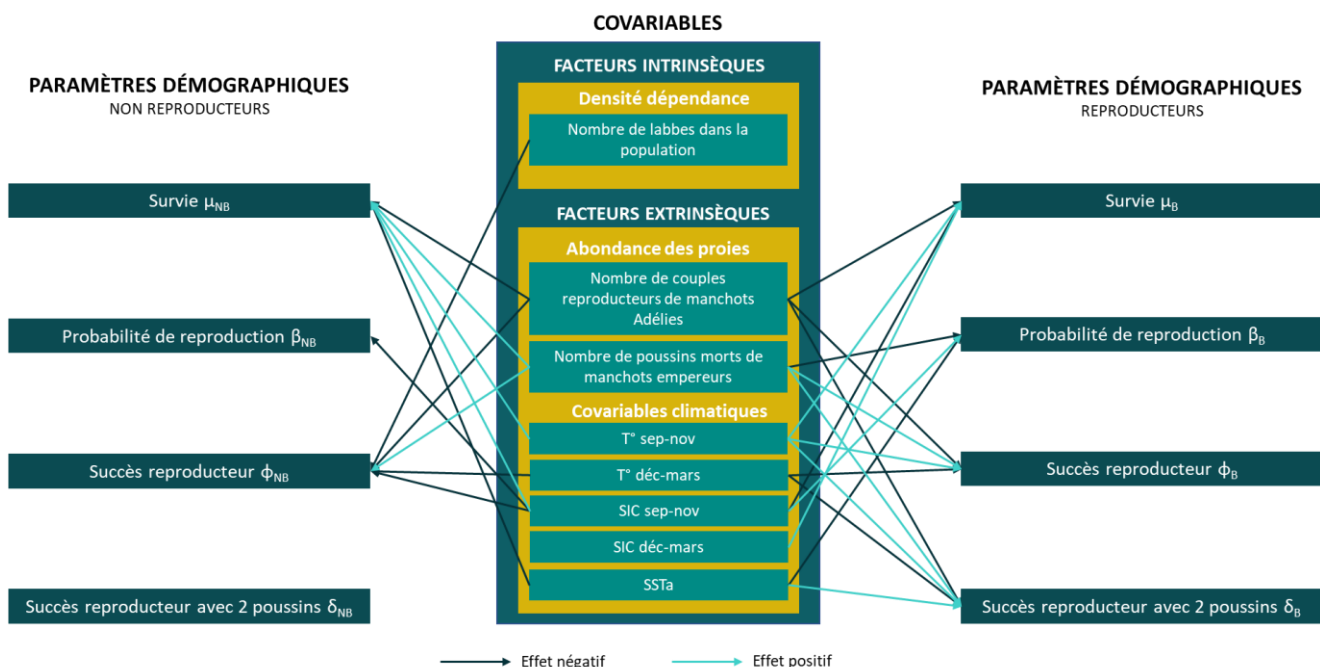 COVARIABLES
PARAMÈTRES DÉMOGRAPHIQUES
NON REPRODUCTEURS
Survie μNB
Probabilité de reproduction βNB
Succès reproducteur ϕNB
Succès reproducteur avec 2 poussins δNB
FACTEURS INTRINSÈQUES
Densité dépendance
Nombre de labbes dans la
population
FACTEURS EXTRINSÈQUES
Abondance des proies
Nombre de couples
reproducteurs de manchots
Adélies
Nombre de poussins morts de
manchots empereurs
Covariables climatiques
T° sep-nov
T° déc-mars
SIC sep-nov
SIC déc-mars
SSTa
PARAMÈTRES DÉMOGRAPHIQUES
REPRODUCTEURS
Survie μB
Probabilité de reproduction βB
Succès reproducteur ϕB
Succès reproducteur avec 2 poussins δB
Effet négatif
Effet positif